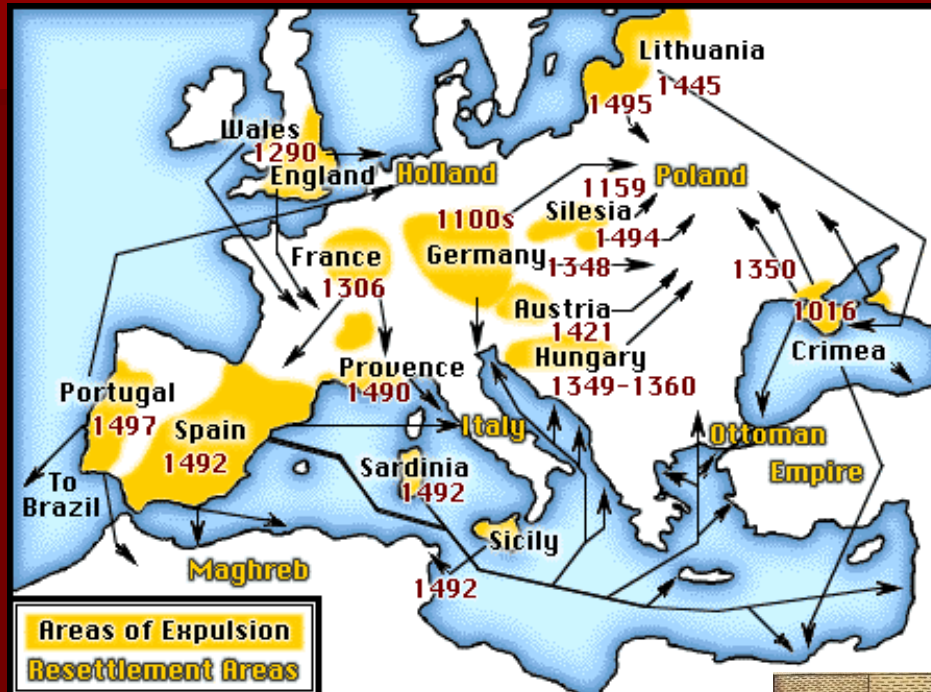 Lithuania
1445
1495
Wales
1290
England
Holland
1159
Poland
1100s
Silesia
1494
France
Germany
1348
1306
1350
Austria
1016
1421
Crimea
Hungary
Provence
1349-1360
Portugal
1490
1497
Spain
Italy
Ottoman
Empire
1492
Sardinia
1492
To
Brazil
Sicily
Maghreb
1492
Areas of Expulsion
Resettlement Areas